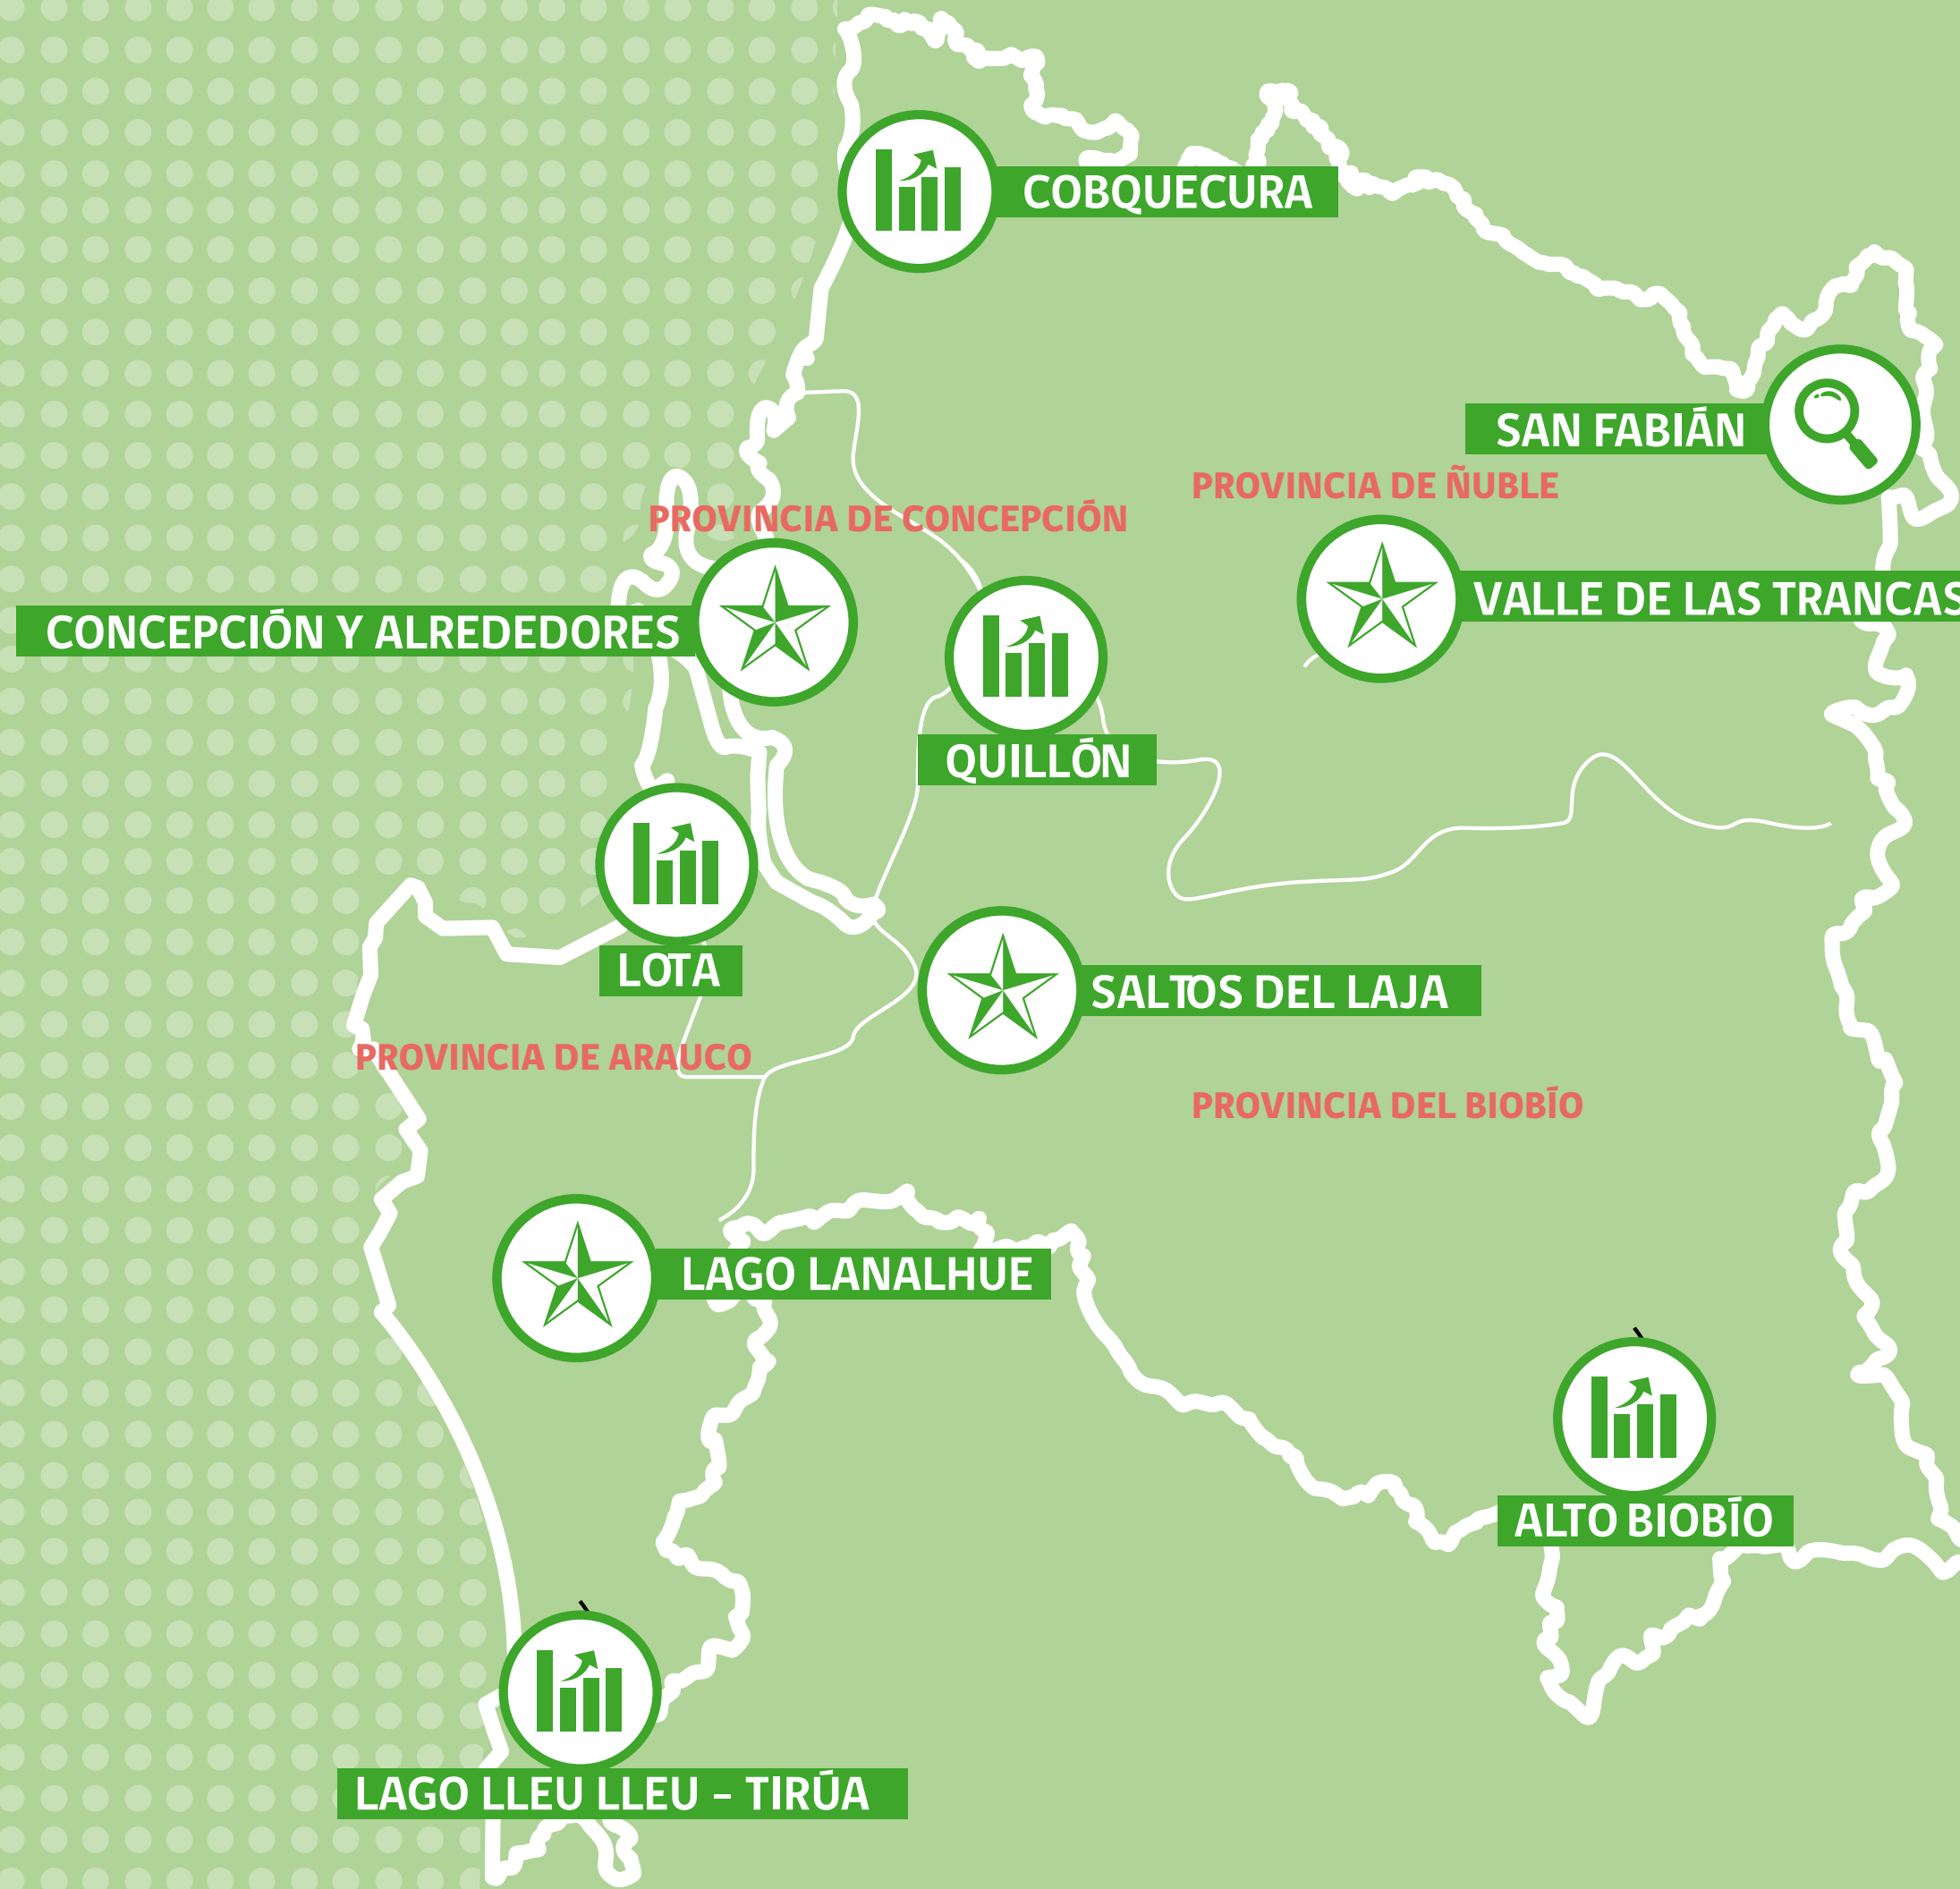 COBQUECURA
SAN FABIÁN
PROVINCIA DE ÑUBLE
PROVINCIA DE CONCEPCIÓN
VALLE DE LAS TRANCAS
CONCEPCIÓN Y ALREDEDORES
QUILLÓN
LOTA
SALTOS DEL LAJA
PROVINCIA DE ARAUCO
PROVINCIA DEL BIOBÍO
LAGO LANALHUE
ALTO BIOBÍO
LAGO LLEU LLEU – TIRÚA